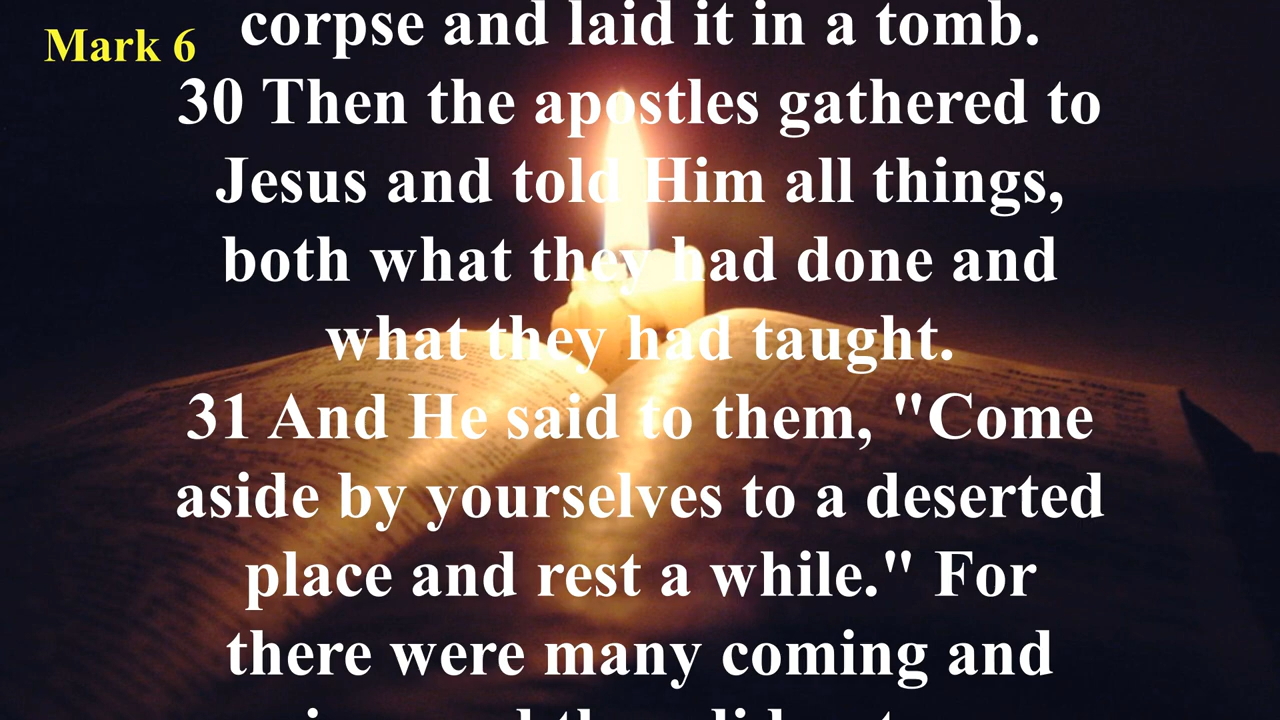 Mark 6
corpse and laid it in a tomb.
30 Then the apostles gathered to
Jesus and told Him all things,
both what they had done and
what they had taught.
31 And He said to them, "Come
aside by yourselves to a deserted
place and rest a while." For
there were many coming and